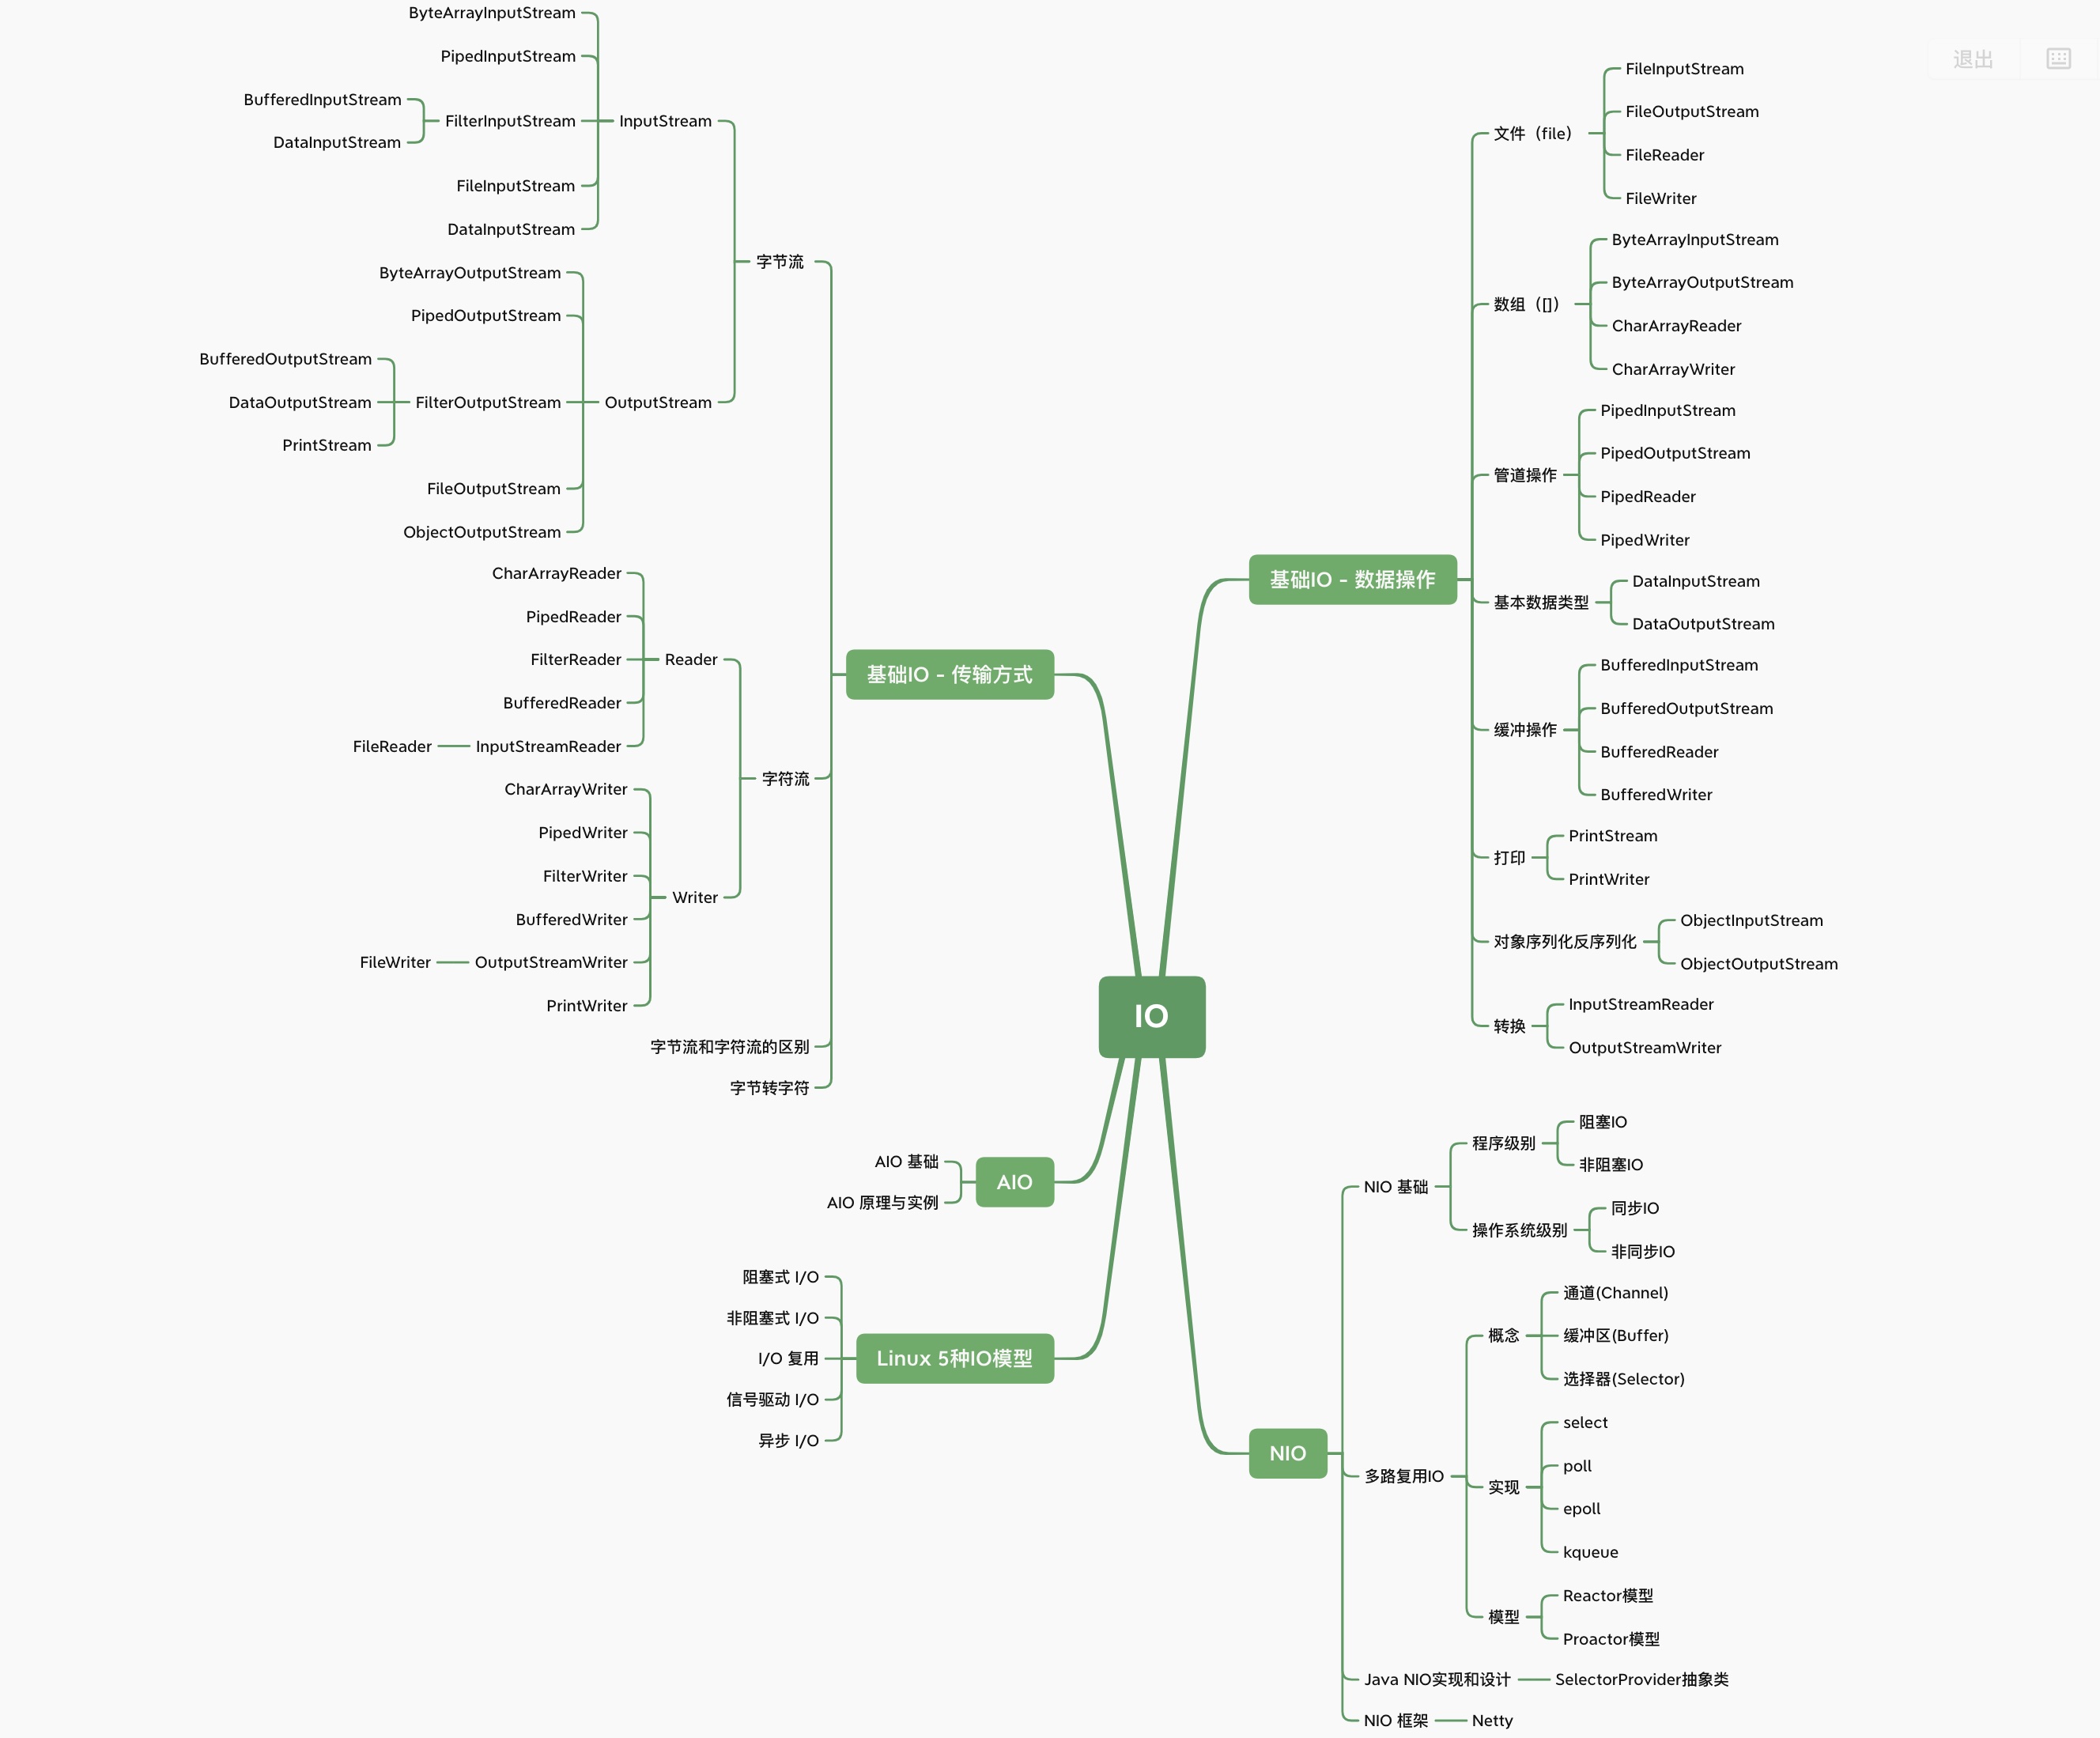 退出
IO
基础IO - 传输方式
字节流
InputStream
ByteArrayInputStream
PipedInputStream
FilterInputStream
BufferedInputStream
DataInputStream
FileInputStream
DataInputStream
OutputStream
ByteArrayOutputStream
PipedOutputStream
FilterOutputStream
BufferedOutputStream
DataOutputStream
PrintStream
FileOutputStream
ObjectOutputStream
字符流
Reader
CharArrayReader
PipedReader
FilterReader
BufferedReader
InputStreamReader
FileReader
Writer
CharArrayWriter
PipedWriter
FilterWriter
BufferedWriter
OutputStreamWriter
FileWriter
PrintWriter
字节流和字符流的区别
字节转字符
AIO
AIO 基础
AIO 原理与实例
Linux 5种IO模型
阻塞式 I/O
非阻塞式 I/O
I/O 复用
信号驱动 I/O
异步 I/O
基础IO - 数据操作
文件（file）
FileInputStream
FileOutputStream
FileReader
FileWriter
数组（[]）
ByteArrayInputStream
ByteArrayOutputStream
CharArrayReader
CharArrayWriter
管道操作
PipedInputStream
PipedOutputStream
PipedReader
PipedWriter
基本数据类型
DataInputStream
DataOutputStream
缓冲操作
BufferedInputStream
BufferedOutputStream
BufferedReader
BufferedWriter
打印
PrintStream
PrintWriter
对象序列化反序列化
ObjectInputStream
ObjectOutputStream
转换
InputStreamReader
OutputStreamWriter
NIO
NIO 基础
程序级别
阻塞IO
非阻塞IO
操作系统级别
同步IO
非同步IO
多路复用IO
概念
通道(Channel)
缓冲区(Buffer)
选择器(Selector)
实现
select
poll
epoll
kqueue
模型
Reactor模型
Proactor模型
Java NIO实现和设计
SelectorProvider抽象类
NIO 框架
Netty